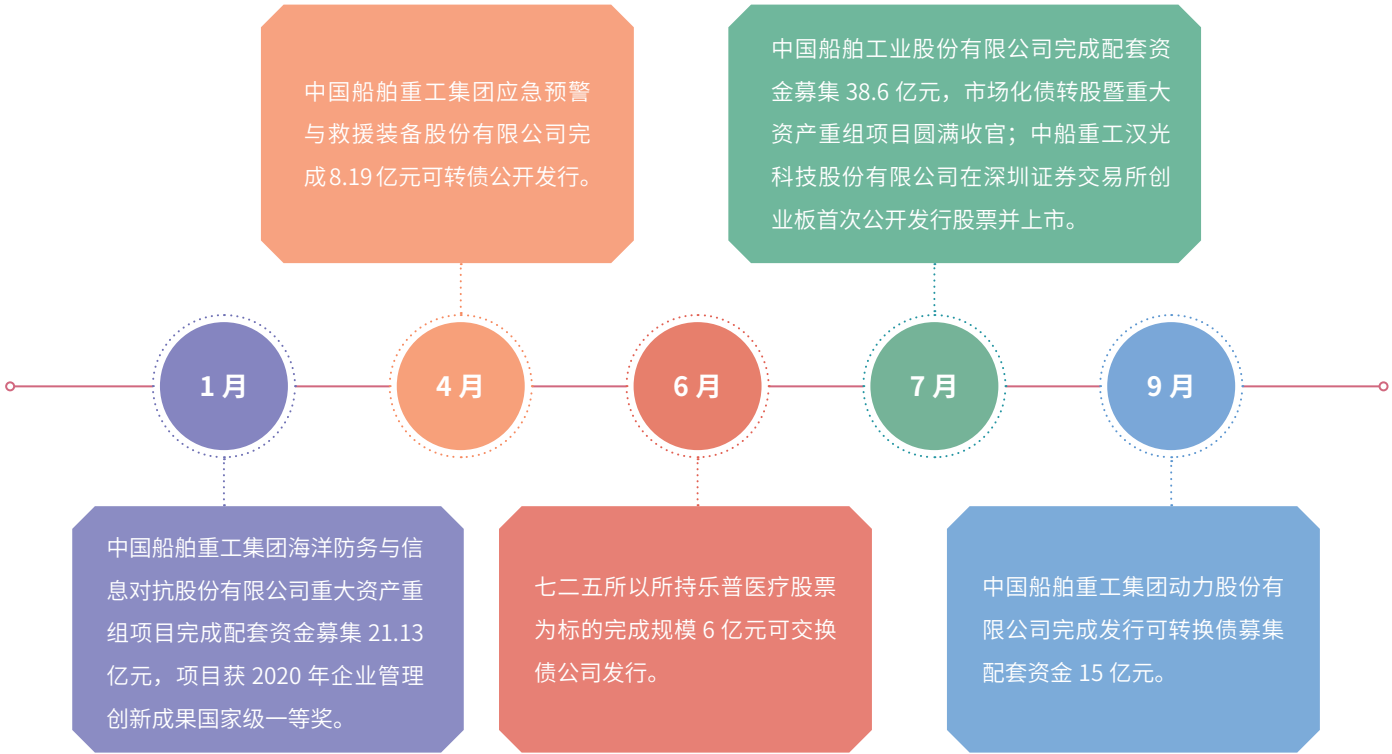 中国船舶重工集团应急预警
与救援装备股份有限公司完
成8.19亿元可转债公开发行。
中国船舶工业股份有限公司完成配套资
金募集 38.6 亿元，市场化债转股暨重大
资产重组项目圆满收官；中船重工汉光
科技股份有限公司在深圳证券交易所创
业板首次公开发行股票并上市。
1 月
4 月
6 月
7 月
9 月
中国船舶重工集团海洋防务与信
息对抗股份有限公司重大资产重
组项目完成配套资金募集 21.13
亿元，项目获 2020 年企业管理
创新成果国家级一等奖。
七二五所以所持乐普医疗股票
为标的完成规模 6 亿元可交换
债公司发行。
中国船舶重工集团动力股份有
限公司完成发行可转换债募集
配套资金 15 亿元。